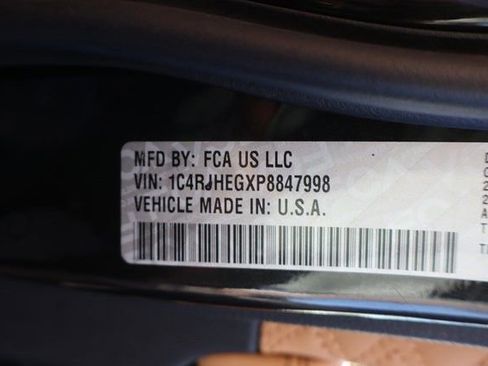 MFD BY: FCA US LLC
VIN: 1C4RJHEGXP8847998
VEHICLE MADE IN: U.S.A.